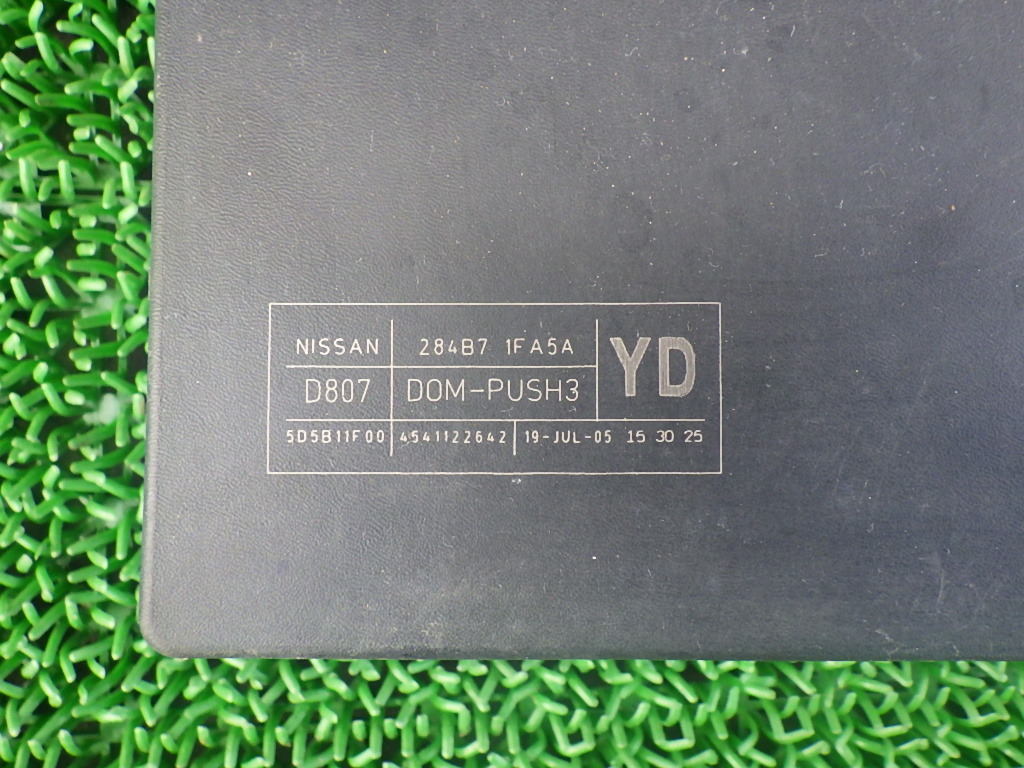 NISSAN 284B7 1FA5A YD
D807 DOM-PUSH3
5D5B11F00 4541122642 19-JUL-05 15 30 25